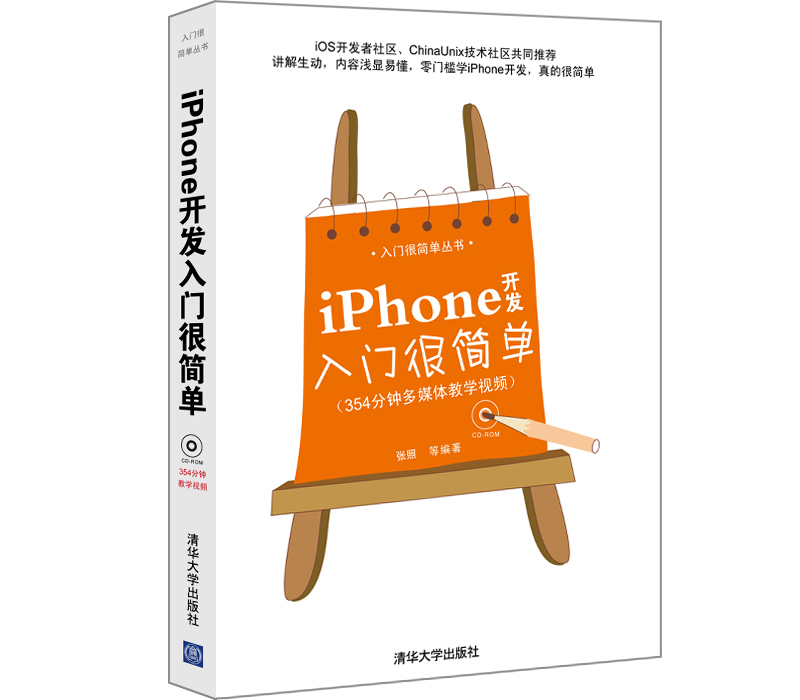 入门很
简单丛书
iPhone开发入门很简单
CD-ROM
354分钟
教学视频
清华大学出版社
iOS开发者社区、ChinaUnix技术社区共同推荐
讲解生动，内容浅显易懂，零门槛学iPhone开发，真的很简单
•入门很简单丛书•
iPhone开发
入门很简单
（354分钟多媒体教学视频）
CD-ROM
张照 等编著
清华大学出版社